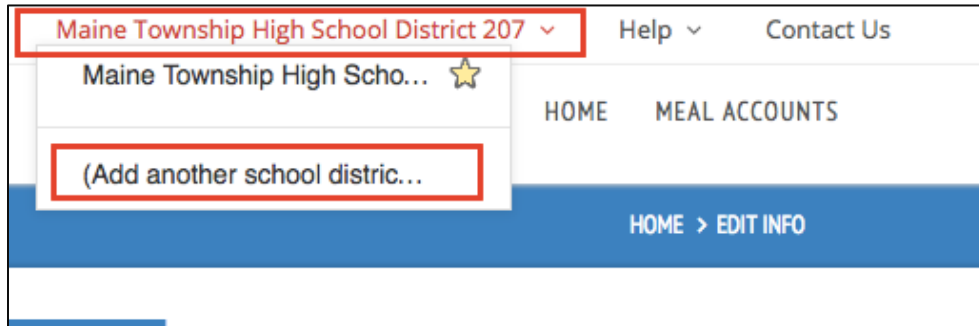 Maine Township High School District 207 Help Contact Us
Maine Township High Scho...
HOME MEAL ACCOUNTS
(Add another school distric...
HOME > EDIT INFO